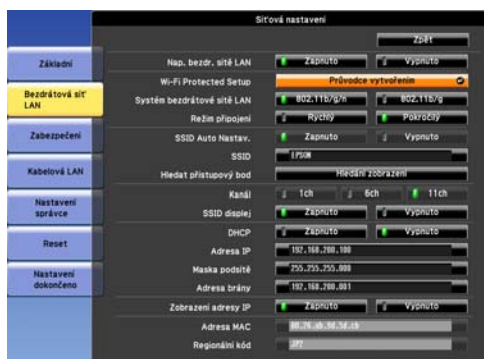 Síťová nastavení
Zpět
Základní
Bezdrátová síť LAN
Zabezpečení
Kabelová LAN
Nastavení správce
Reset
Nastavení dokončeno
Nap. bezdr. sítě LAN Zapnuto Vypnuto
Wi-Fi Protected Setup Průvodce vytvořením
Systém bezdrátové sítě LAN 802.11b/g/n 802.11b/g
Režim připojení Rychlý Pokročilý
SSID Auto Nastav. Zapnuto Vypnuto
SSID EPSON
Hledat přístupový bod Hledání zobrazení
Kanál 1ch 6ch 11ch
SSID displej Zapnuto Vypnuto
DHCP Zapnuto Vypnuto
Adresa IP 192.168.200.100
Maska podsítě 255.255.255.000
Adresa brány 192.168.200.001
Zobrazení adresy IP Zapnuto Vypnuto
Adresa MAC
Regionální kód